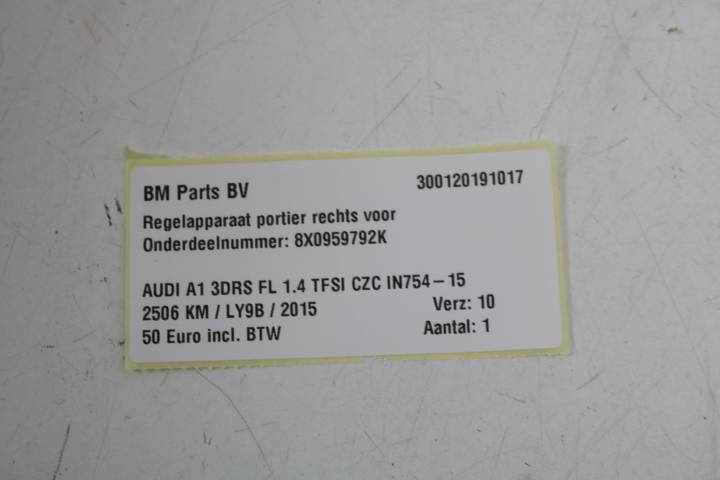 BM Parts BV 300120191017
Regelapparaat portier rechts voor
Onderdeelnummer: 8X0959792K
AUDI A1 3DRS FL 1.4 TFSI CZC IN754-15
2506 KM / LY9B / 2015 Verz: 10
50 Euro incl. BTW Aantal: 1